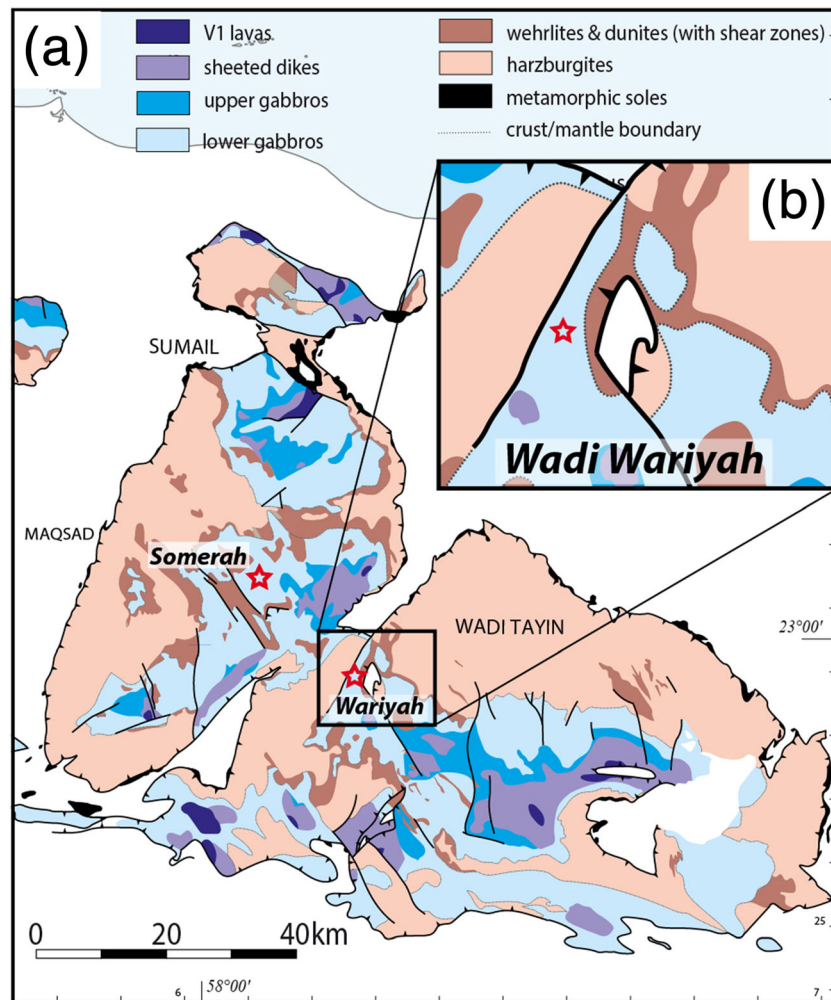 (a)
V1 lavas
sheeted dikes
upper gabbros
lower gabbros
wehrlites & dunites (with shear zones)
harzburgites
metamorphic soles
crust/mantle boundary
(b)
Wadi Wariyah
SUMAIL
MAQSAD
Somerah
WADI TAYIN
23°00'
Wariyah
0 20 40km
25
6 58°00' 7